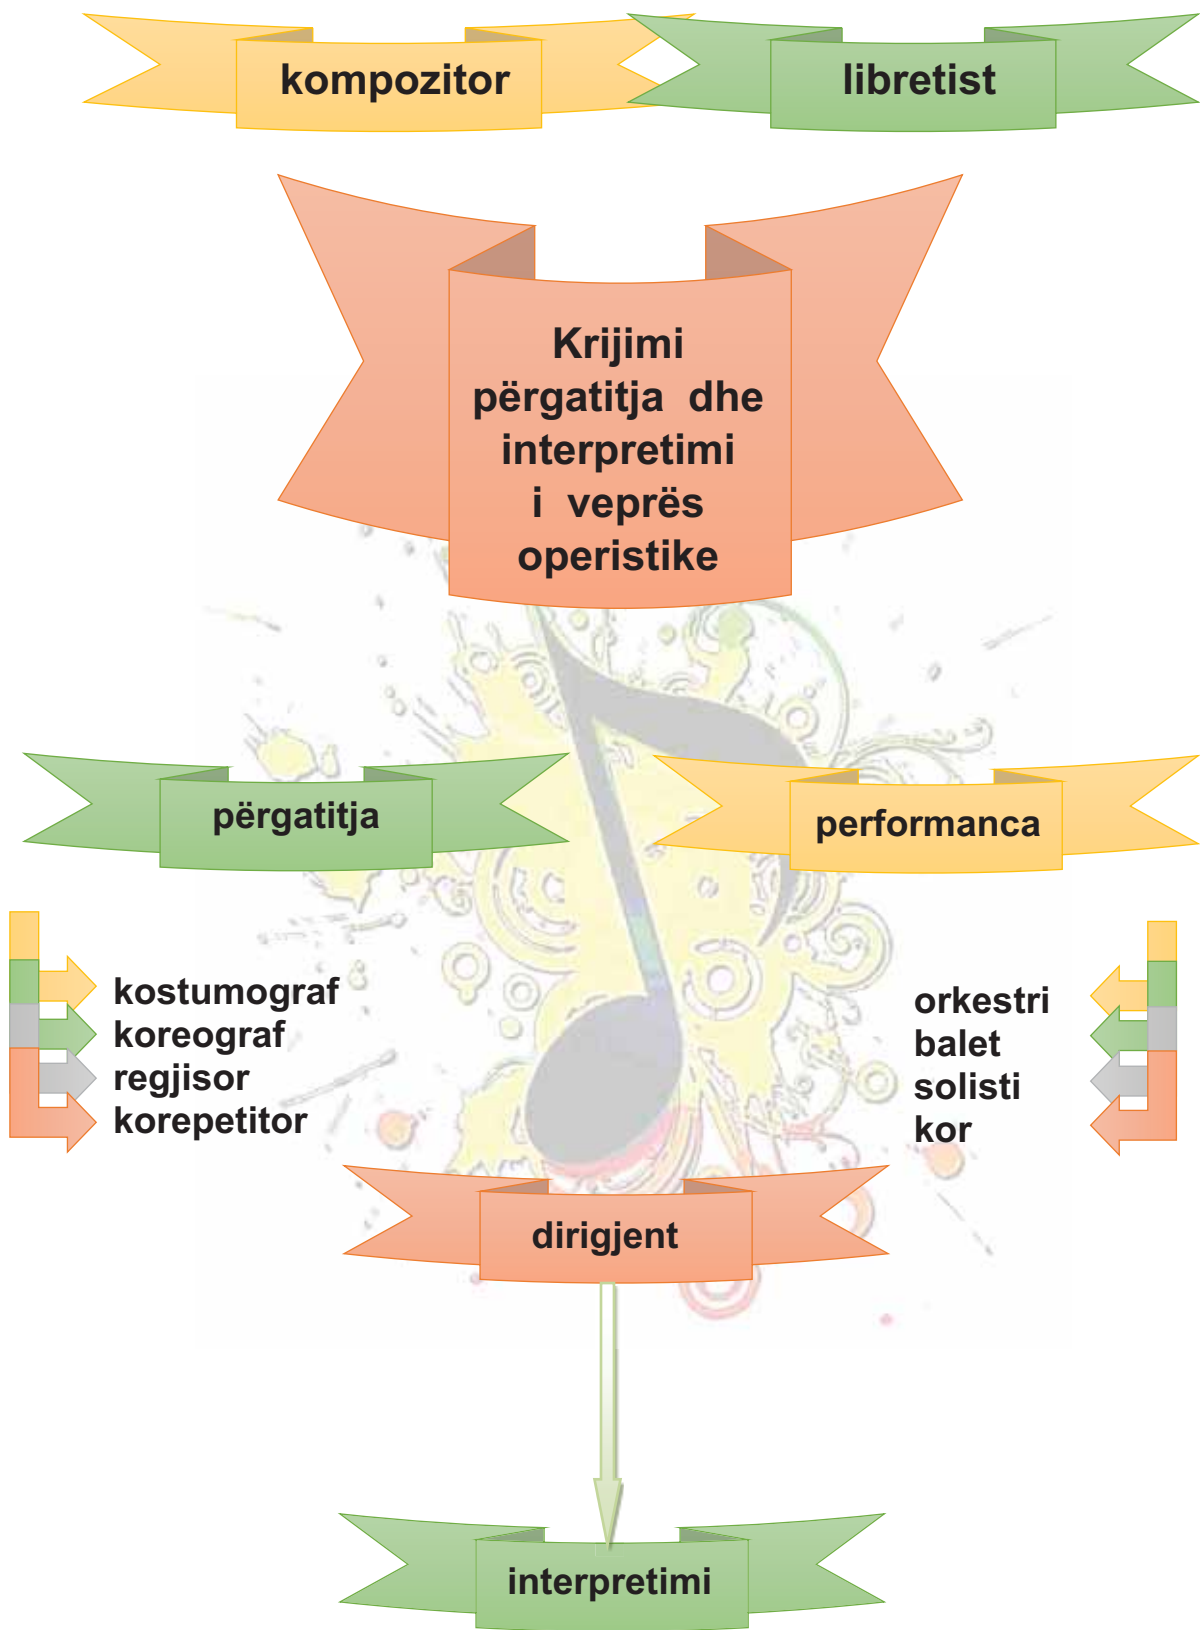 kompozitor
libretist
Krijimi
përgatitja dhe
interpretimi
i veprës
operistike
përgatitja
performanca
kostumograf
koreograf
regjisor
korepetitor
orkestri
balet
solisti
kor
dirigjent
interpretimi